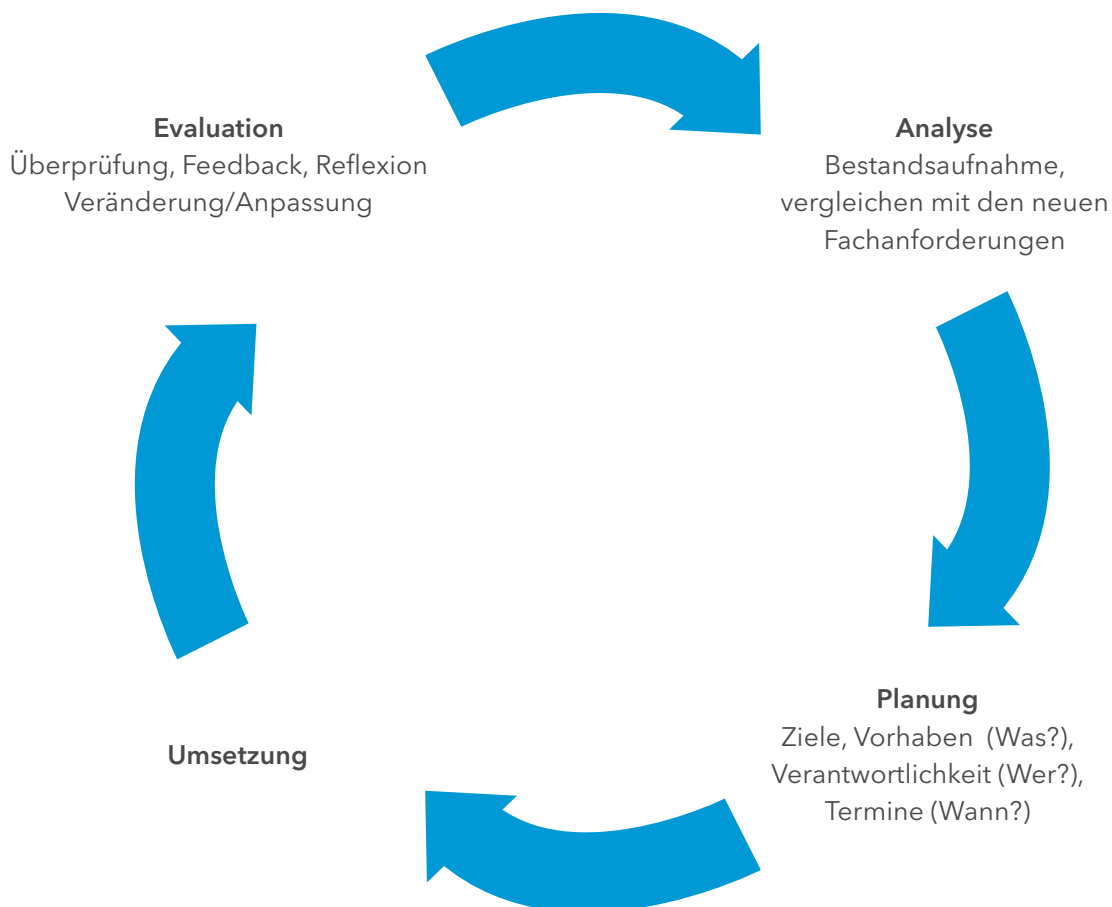 Evaluation
Überprüfung, Feedback, Reflexion
Veränderung/Anpassung
Analyse
Bestandsaufnahme,
vergleichen mit den neuen
Fachanforderungen
Planung
Ziele, Vorhaben (Was?),
Verantwortlichkeit (Wer?),
Termine (Wann?)
Umsetzung